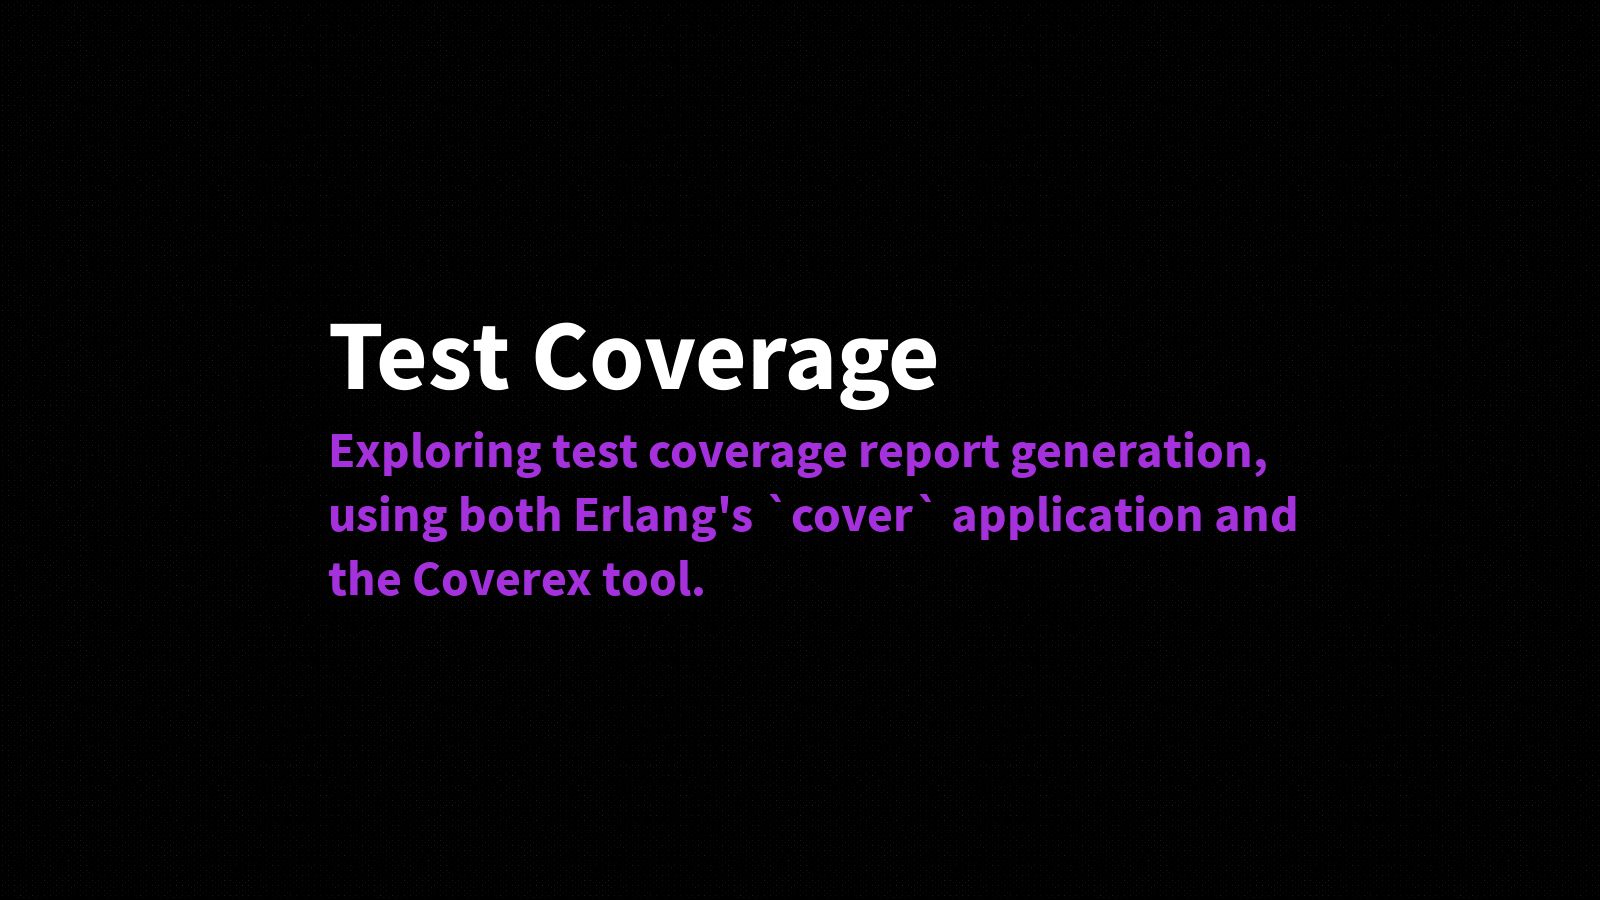 Test Coverage
Exploring test coverage report generation,
using both Erlang's `cover` application and
the Coverex tool.